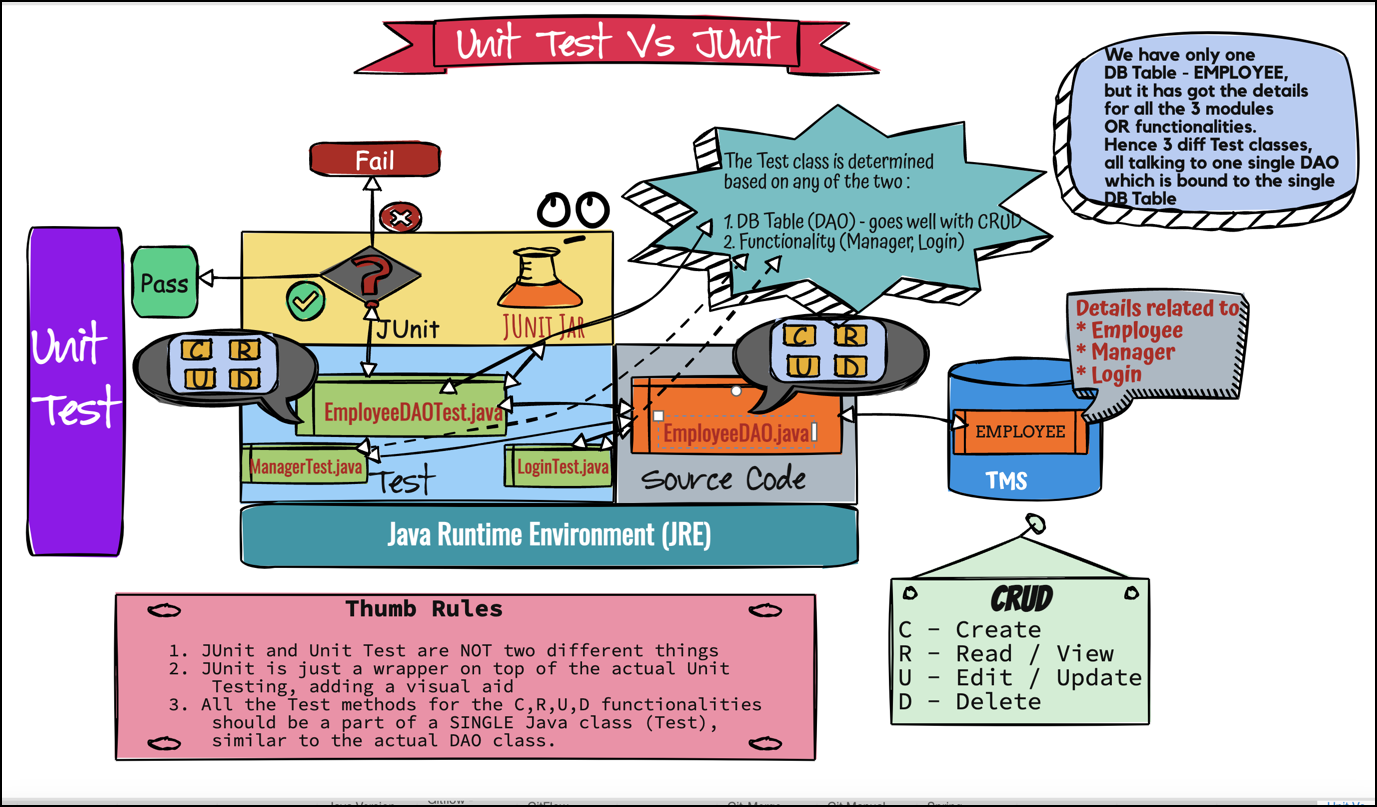 Unit Test Vs JUnit
We have only one
DB Table - EMPLOYEE,
but it has got the details
for all the 3 modules
OR functionalities.
Hence 3 diff Test classes,
all talking to one single DAO
which is bound to the single
DB Table
The Test class is determined
based on any of the two :
1. DB Table (DAO) - goes well with CRUD
2. Functionality (Manager, Login)
Fail
Pass
?
JUnit
JUnit Jar
Unit
Test
C R
U D
C R
U D
Details related to
* Employee
* Manager
* Login
EmployeeDAOTest.java
ManagerTest.java
LoginTest.java
Test
EmployeeDAO.java
Source Code
EMPLOYEE
TMS
Java Runtime Environment (JRE)
Thumb Rules
1. JUnit and Unit Test are NOT two different things
2. JUnit is just a wrapper on top of the actual Unit
Testing, adding a visual aid
3. All the Test methods for the C,R,U,D functionalities
should be a part of a SINGLE Java class (Test),
similar to the actual DAO class.
CRUD
C - Create
R - Read / View
U - Edit / Update
D - Delete